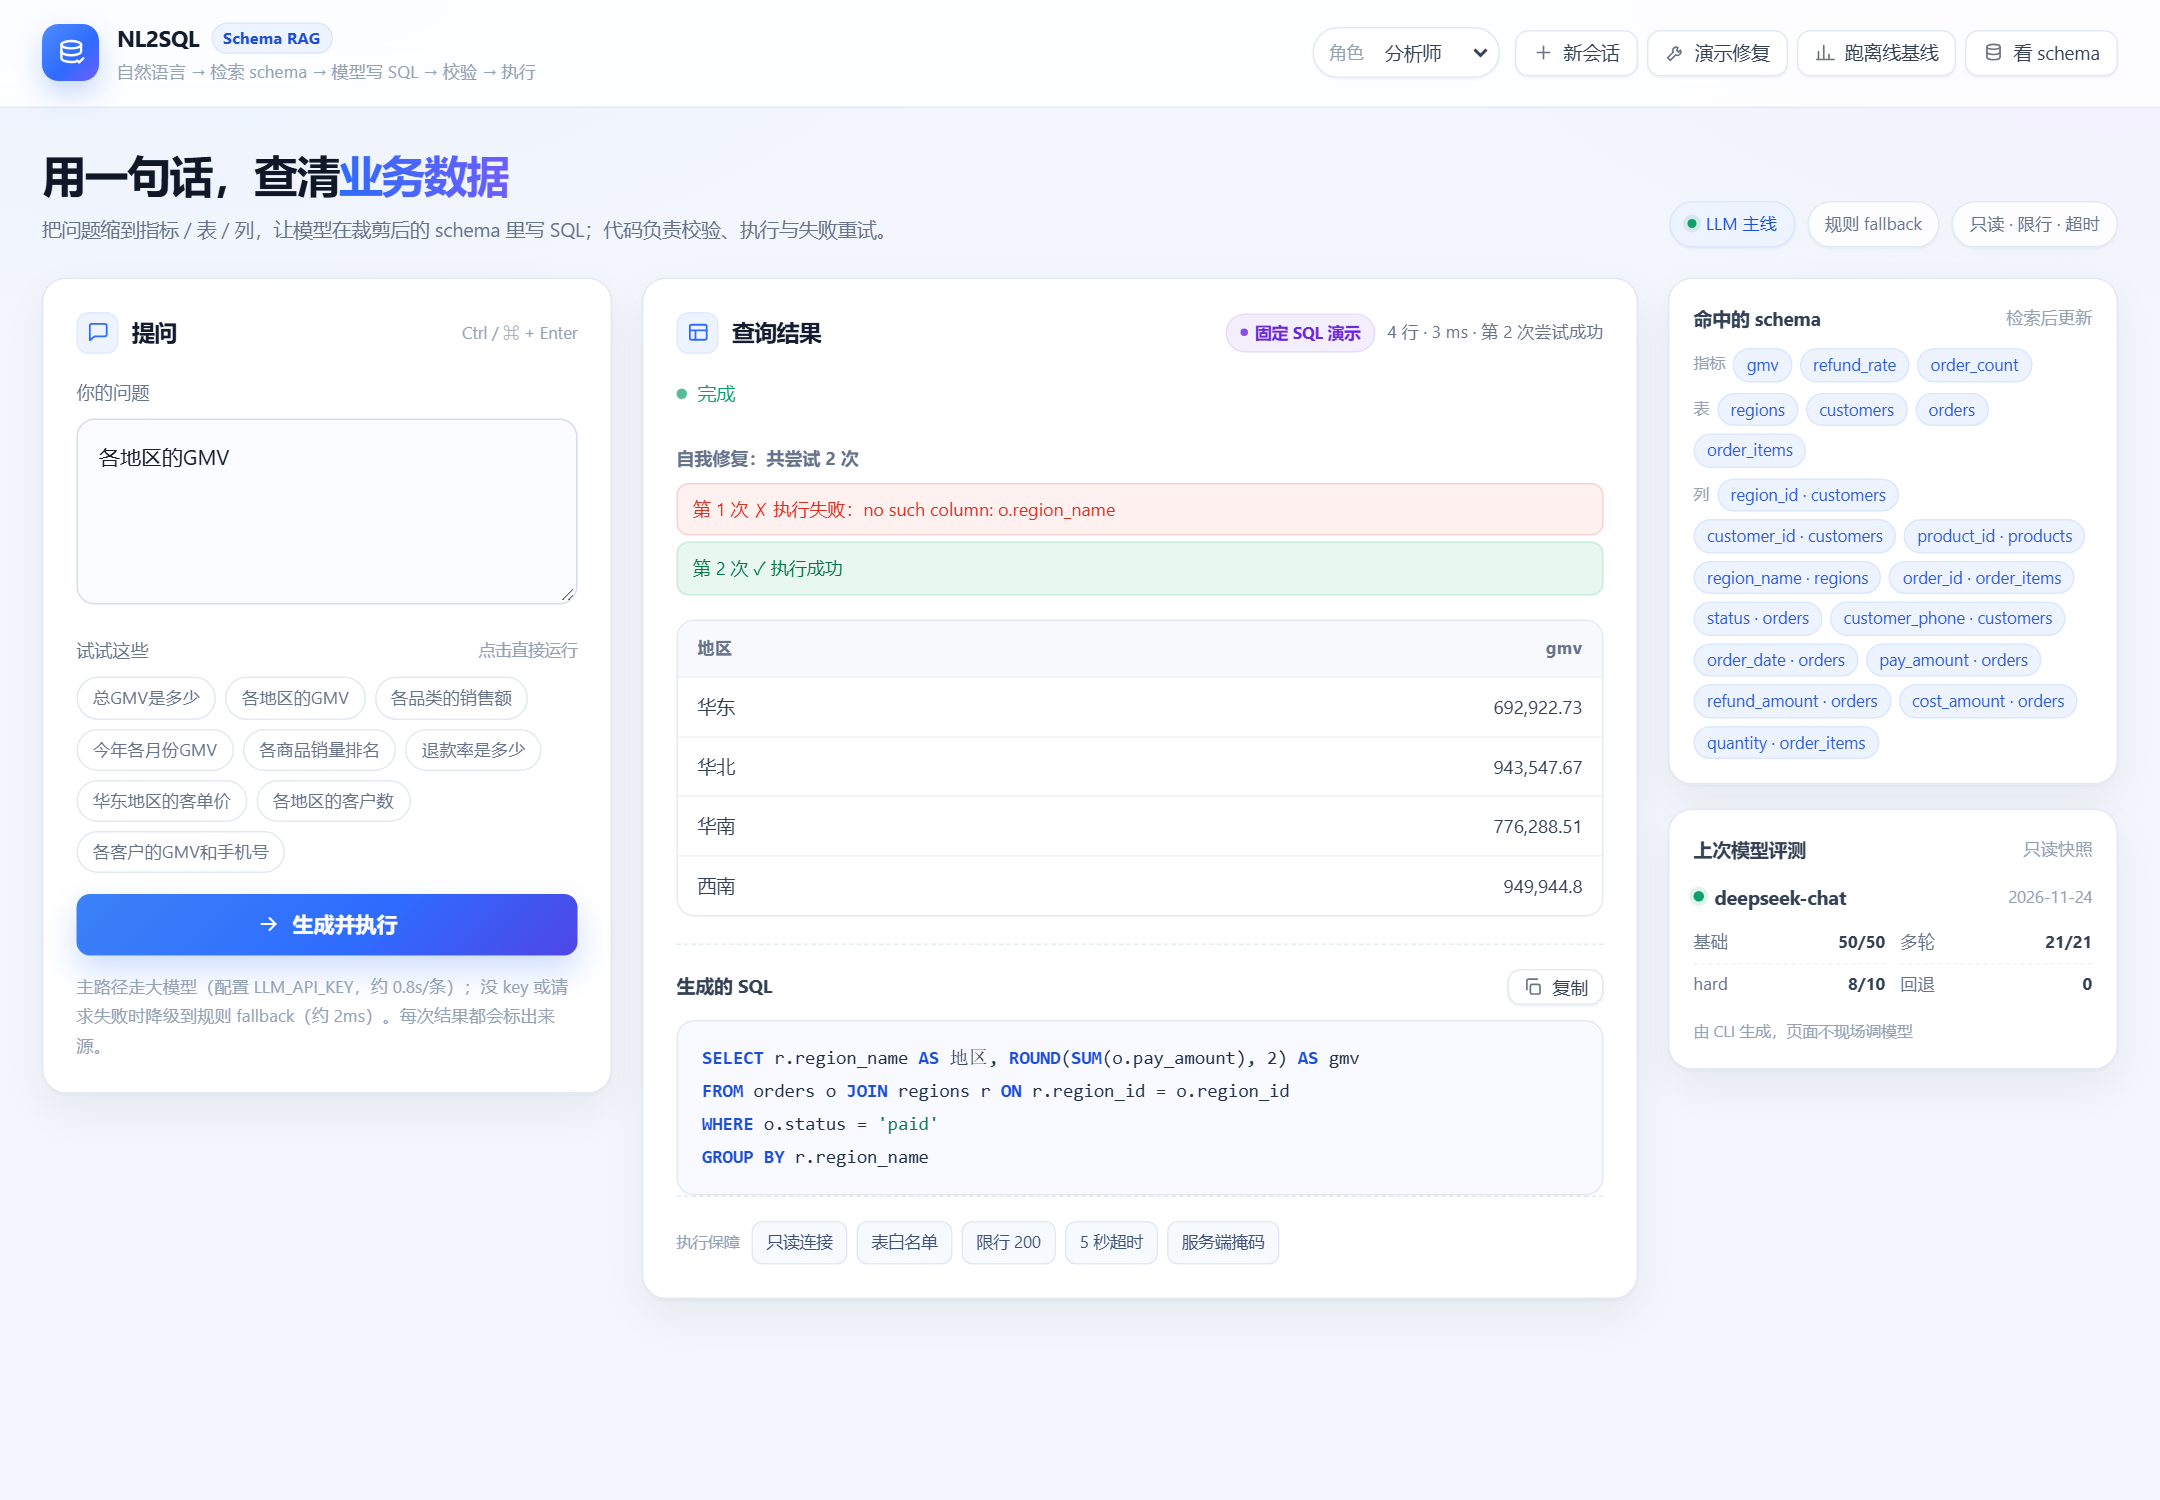 NL2SQL Schema RAG
自然语言 → 检索 schema → 模型写 SQL → 校验 → 执行
角色 分析师 新会话 演示修复 跑离线基线 看 schema
用一句话，查清业务数据
把问题缩到指标 / 表 / 列，让模型在裁剪后的 schema 里写 SQL；代码负责校验、执行与失败重试。
LLM 主线 规则 fallback 只读 · 限行 · 超时
提问 Ctrl / ⌘ + Enter
你的问题
各地区的GMV
试试这些 点击直接运行
总GMV是多少 各地区的GMV 各品类的销售额
今年各月份GMV 各商品销量排名 退款率是多少
华东地区的客单价 各地区的客户数
各客户的GMV和手机号
→ 生成并执行
主路径走大模型（配置 LLM_API_KEY，约 0.8s/条）；没 key 或请
求失败时降级到规则 fallback（约 2ms）。每次结果都会标出来
源。
查询结果 固定 SQL 演示 4 行 · 3 ms · 第 2 次尝试成功
完成
自我修复：共尝试 2 次
第 1 次 ✗ 执行失败：no such column: o.region_name
第 2 次 ✓ 执行成功
地区 gmv
华东 692,922.73
华北 943,547.67
华南 776,288.51
西南 949,944.8
生成的 SQL 复制
SELECT r.region_name AS 地区, ROUND(SUM(o.pay_amount), 2) AS gmv
FROM orders o JOIN regions r ON r.region_id = o.region_id
WHERE o.status = 'paid'
GROUP BY r.region_name
执行保障 只读连接 表白名单 限行 200 5 秒超时 服务端掩码
命中的 schema 检索后更新
指标 gmv refund_rate order_count
表 regions customers orders
order_items
列 region_id · customers
customer_id · customers product_id · products
region_name · regions order_id · order_items
status · orders customer_phone · customers
order_date · orders pay_amount · orders
refund_amount · orders cost_amount · orders
quantity · order_items
上次模型评测 只读快照
deepseek-chat 2026-11-24
基础 50/50 多轮 21/21
hard 8/10 回退 0
由 CLI 生成，页面不现场调模型